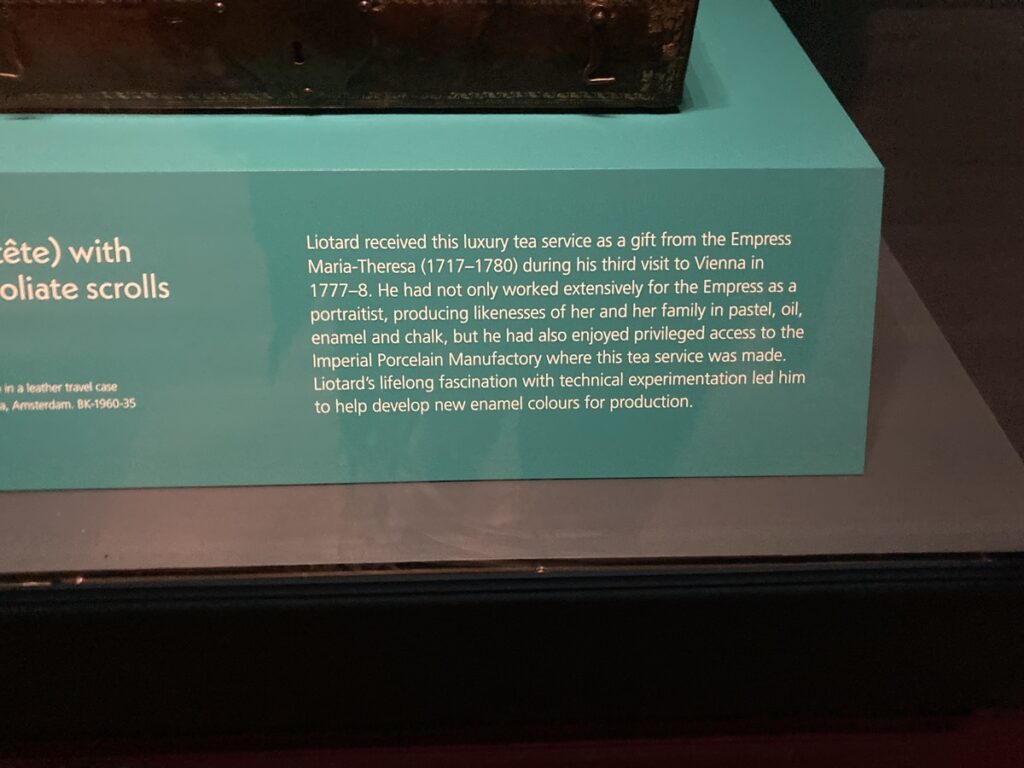 tête) with
oliate scrolls
in a leather travel case
a, Amsterdam. BK-1960-35
Liotard received this luxury tea service as a gift from the Empress
Maria-Theresa (1717–1780) during his third visit to Vienna in
1777–8. He had not only worked extensively for the Empress as a
portraitist, producing likenesses of her and her family in pastel, oil,
enamel and chalk, but he had also enjoyed privileged access to the
Imperial Porcelain Manufactory where this tea service was made.
Liotard's lifelong fascination with technical experimentation led him
to help develop new enamel colours for production.